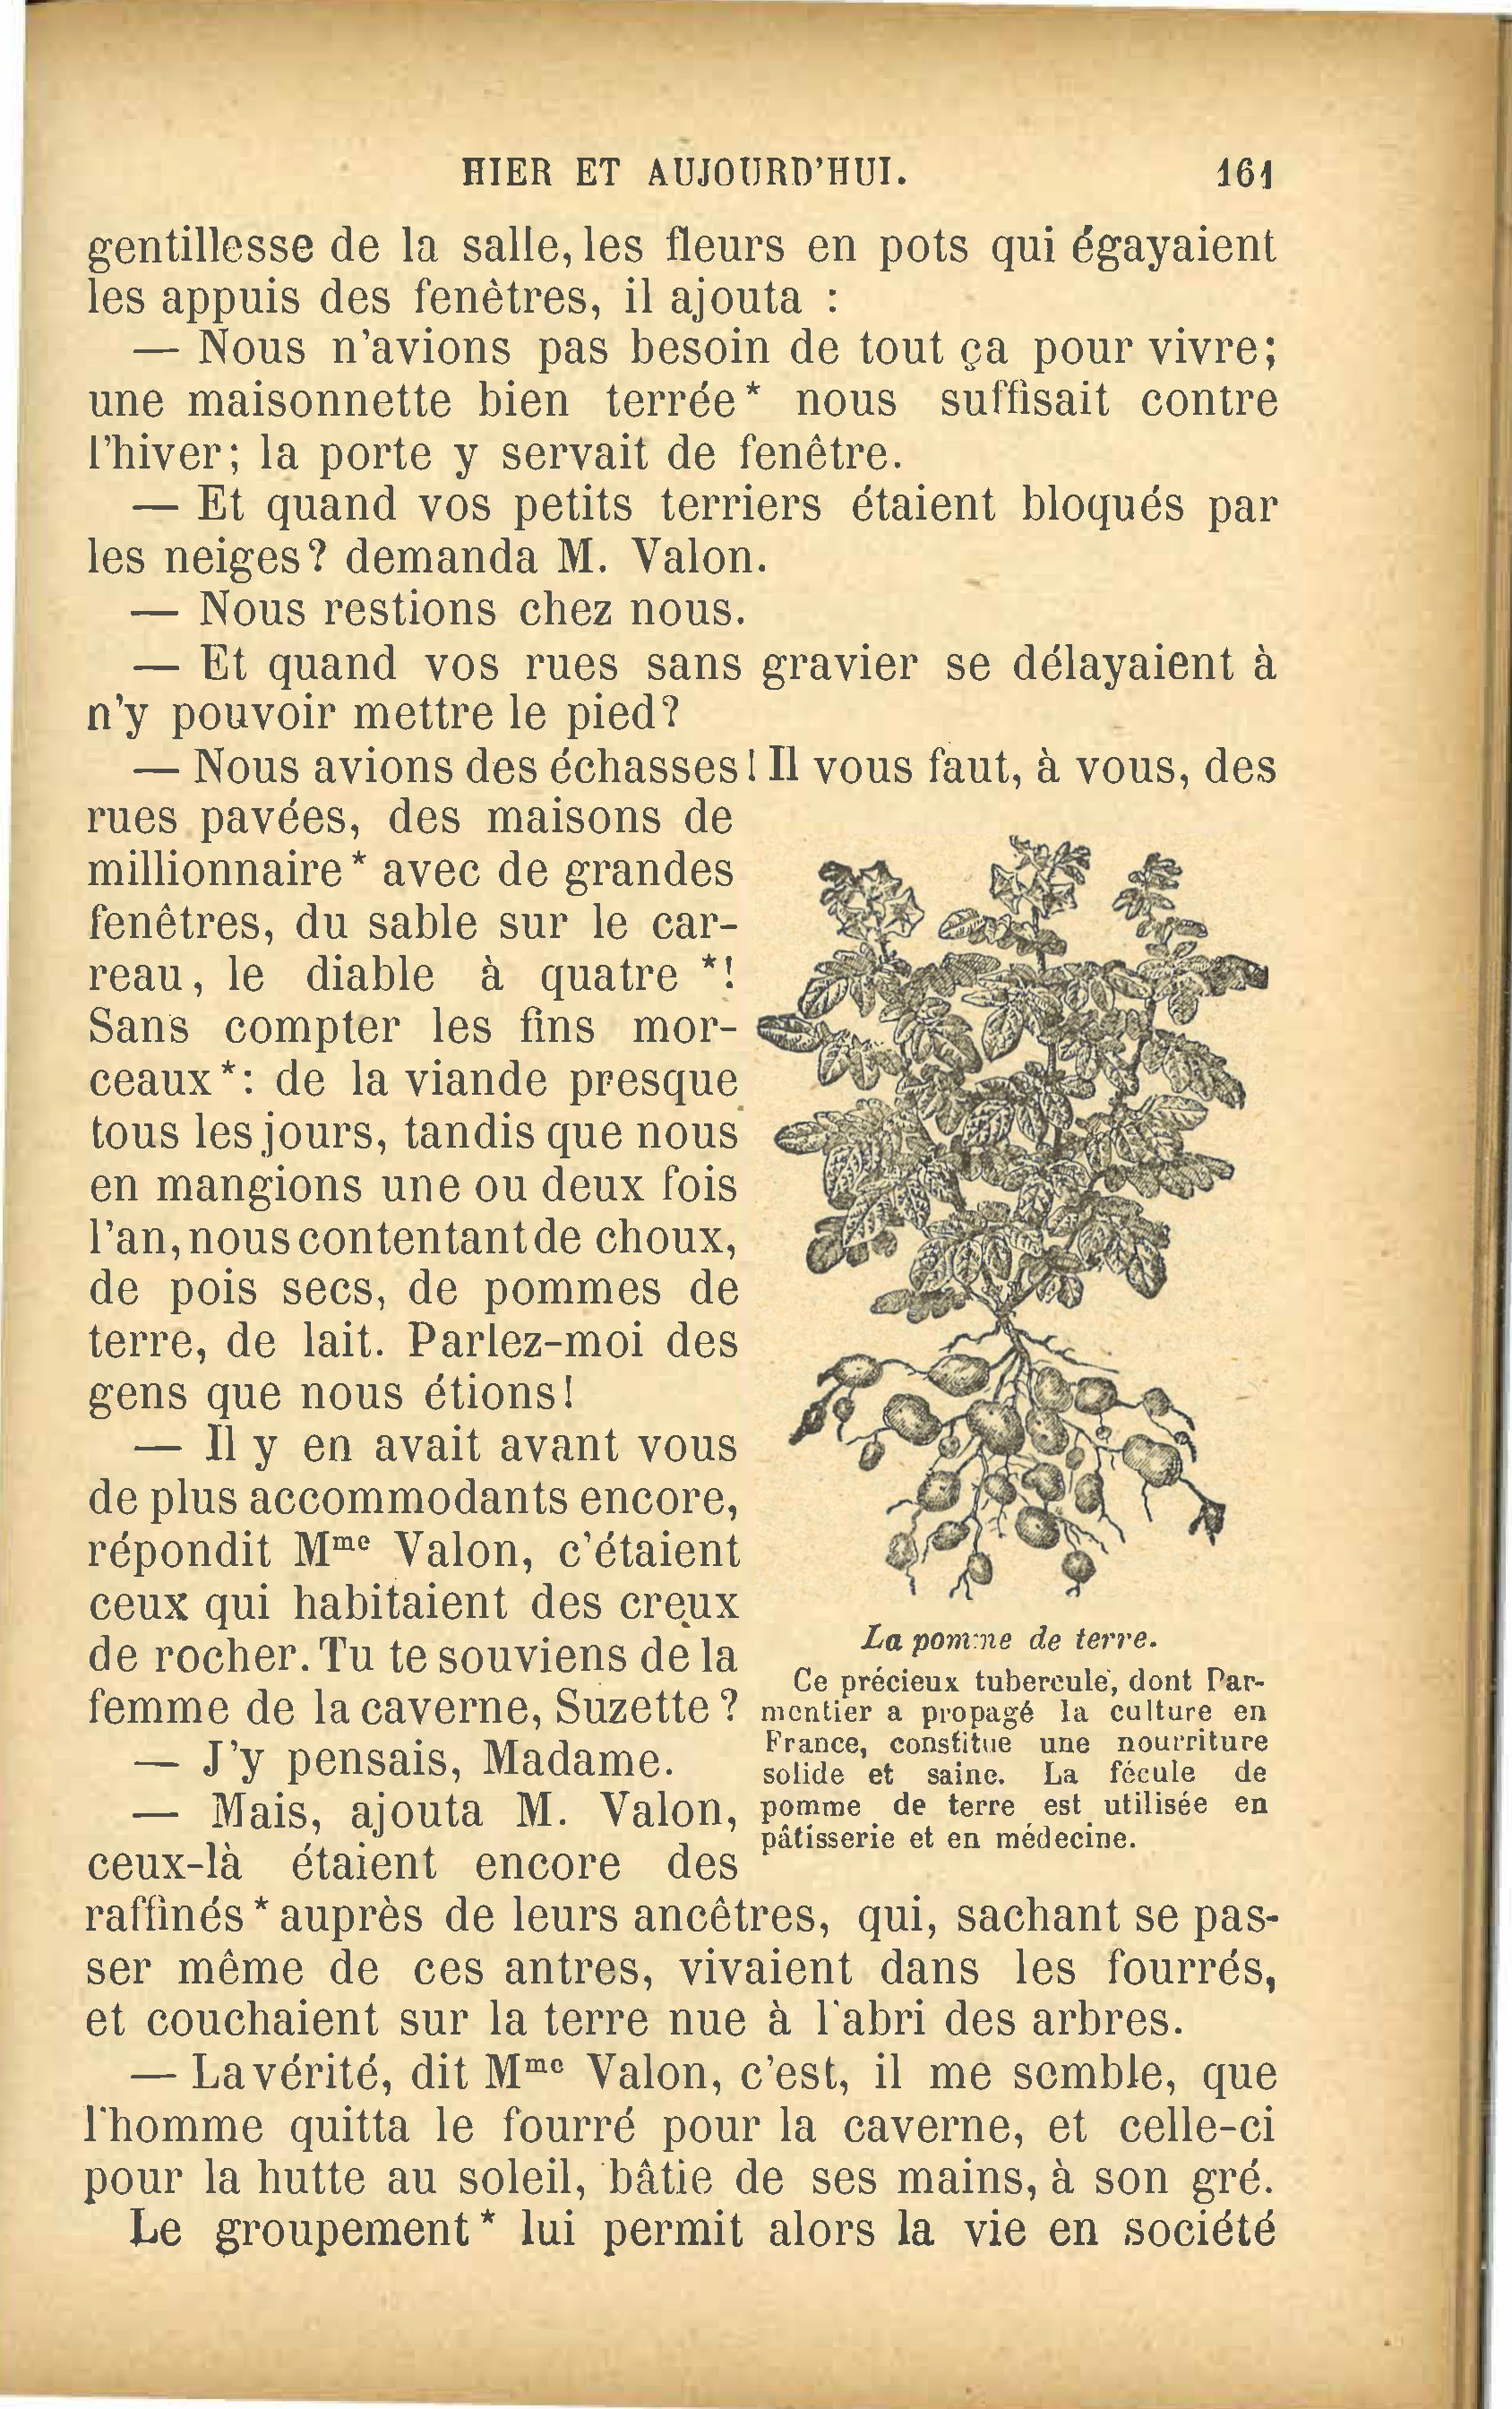 HIER ET AUJOURD'HUI. 161
gentillesse de la salle, les fleurs en pots qui égayaient
les appuis des fenêtres, il ajouta :
— Nous n'avions pas besoin de tout ça pour vivre;
une maisonnette bien terrée* nous suffisait contre
l'hiver; la porte y servait de fenêtre.
— Et quand vos petits terriers étaient bloqués par
les neiges? demanda M. Valon.
— Nous restions chez nous.
— Et quand vos rues sans gravier se délayaient à
n'y pouvoir mettre le pied?
— Nous avions des échasses! Il vous faut, à vous, des
rues pavées, des maisons de
millionnaire* avec de grandes
fenêtres, du sable sur le car-
reau, le diable à quatre *!
Sans compter les fins mor-
ceaux*: de la viande presque
tous les jours, tandis que nous
en mangions une ou deux fois
l'an, nous contentant de choux,
de pois secs, de pommes de
terre, de lait. Parlez-moi des
gens que nous étions!
— Il y en avait avant vous
de plus accommodants encore,
répondit Mme Valon, c'étaient
ceux qui habitaient des creux
de rocher. Tu te souviens de la
femme de la caverne, Suzette ?
— J'y pensais, Madame.
— Mais, ajouta M. Valon,
ceux-là étaient encore des
raffinés* auprès de leurs ancêtres, qui, sachant se pas-
ser même de ces antres, vivaient dans les fourrés,
et couchaient sur la terre nue à l'abri des arbres.
— La vérité, dit Mme Valon, c'est, il me semble, que
l'homme quitta le fourré pour la caverne, et celle-ci
pour la hutte au soleil, bâtie de ses mains, à son gré.
Le groupement* lui permit alors la vie en société
La pomme de terre.
Ce précieux tubercule, dont Par-
mentier a propagé la culture en
France, constitue une nourriture
solide et saine. La fécule de
pomme de terre est utilisée en
pâtisserie et en médecine.